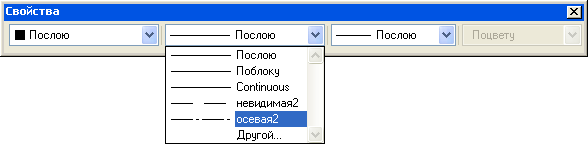 Свойства
Послою Послою Послою Поцвету
Послою
Поблоку
Continuous
невидимая2
осевая2
Другой...